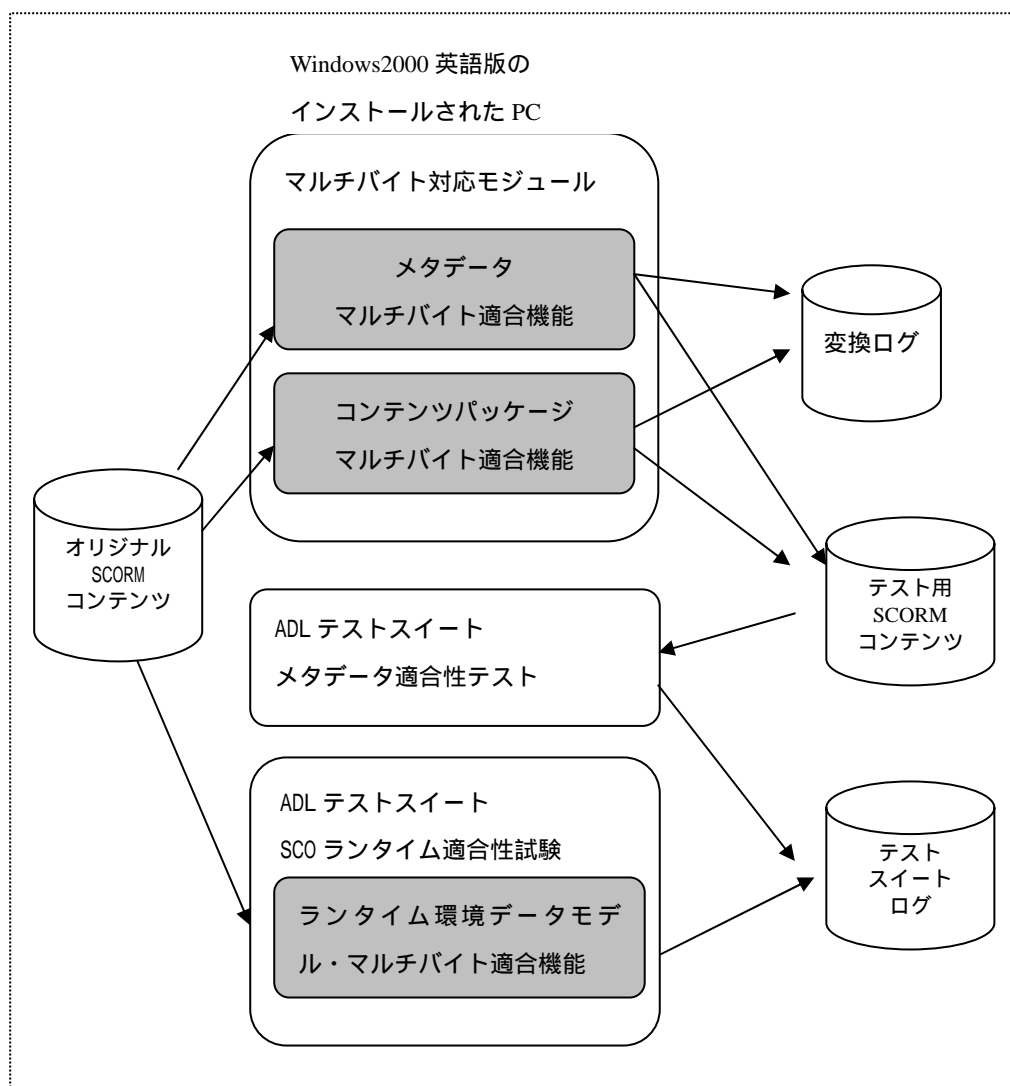 Windows2000 英語版の
インストールされた PC
マルチバイト対応モジュール
メタデータ
マルチバイト適合機能
コンテンツパッケージ
マルチバイト適合機能
変換ログ
オリジナル
SCORM
コンテンツ
テスト用
SCORM
コンテンツ
ADL テストスイート
メタデータ適合性テスト
ADL テストスイート
SCO ランタイム適合性試験
ランタイム環境データモデ
ル・マルチバイト適合機能
テスト
スイート
ログ